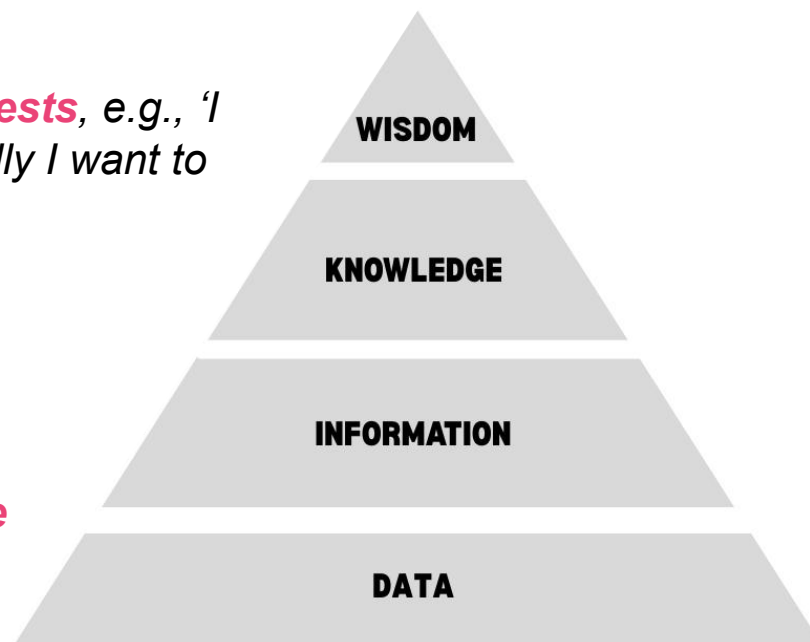 ests, e.g., ‘I
WISDOM
lly I want to
KNOWLEDGE
INFORMATION
e
DATA